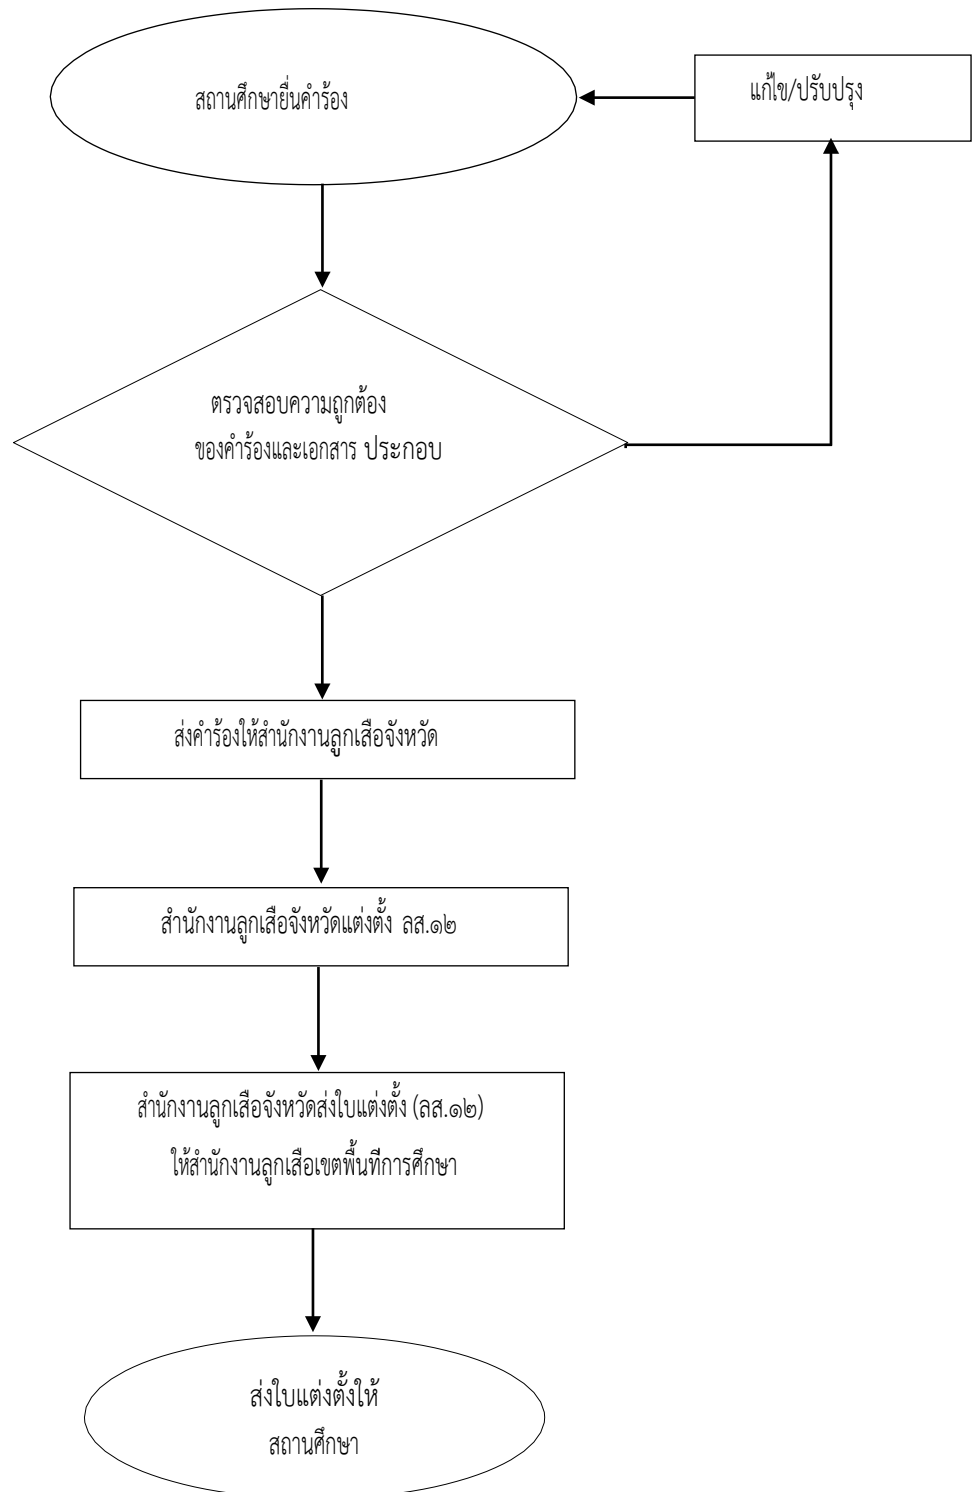 สถานศึกษายื่นคำร้อง
แก้ไข/ปรับปรุง
ตรวจสอบความถูกต้อง
ของคำร้องและเอกสาร ประกอบ
ส่งคำร้องให้สำนักงานลูกเสือจังหวัด
สำนักงานลูกเสือจังหวัดแต่งตั้ง ลส.๑๒
สำนักงานลูกเสือจังหวัดส่งใบแต่งตั้ง (ลส.๑๒)
ให้สำนักงานลูกเสือเขตพื้นที่การศึกษา
ส่งใบแต่งตั้งให้
สถานศึกษา